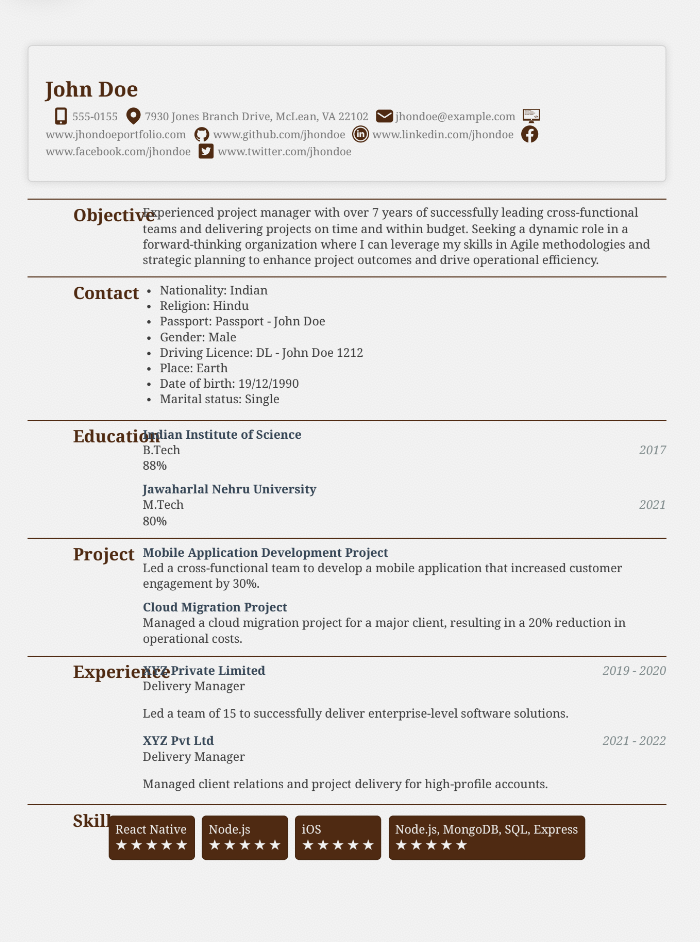 John Doe
555-0155 7930 Jones Branch Drive, McLean, VA 22102 jhondoe@example.com
www.jhondoeportfolio.com www.github.com/jhondoe www.linkedin.com/jhondoe
www.facebook.com/jhondoe www.twitter.com/jhondoe
Objective
Experienced project manager with over 7 years of successfully leading cross-functional
teams and delivering projects on time and within budget. Seeking a dynamic role in a
forward-thinking organization where I can leverage my skills in Agile methodologies and
strategic planning to enhance project outcomes and drive operational efficiency.
Contact
• Nationality: Indian
• Religion: Hindu
• Passport: Passport - John Doe
• Gender: Male
• Driving Licence: DL - John Doe 1212
• Place: Earth
• Date of birth: 19/12/1990
• Marital status: Single
Education
Indian Institute of Science
B.Tech 2017
88%
Jawaharlal Nehru University
M.Tech 2021
80%
Project
Mobile Application Development Project
Led a cross-functional team to develop a mobile application that increased customer
engagement by 30%.
Cloud Migration Project
Managed a cloud migration project for a major client, resulting in a 20% reduction in
operational costs.
Experience
XYZ Private Limited 2019 - 2020
Delivery Manager
Led a team of 15 to successfully deliver enterprise-level software solutions.
XYZ Pvt Ltd 2021 - 2022
Delivery Manager
Managed client relations and project delivery for high-profile accounts.
Skill
React Native Node.js iOS Node.js, MongoDB, SQL, Express
★★★★★ ★★★★★ ★★★★★ ★★★★★